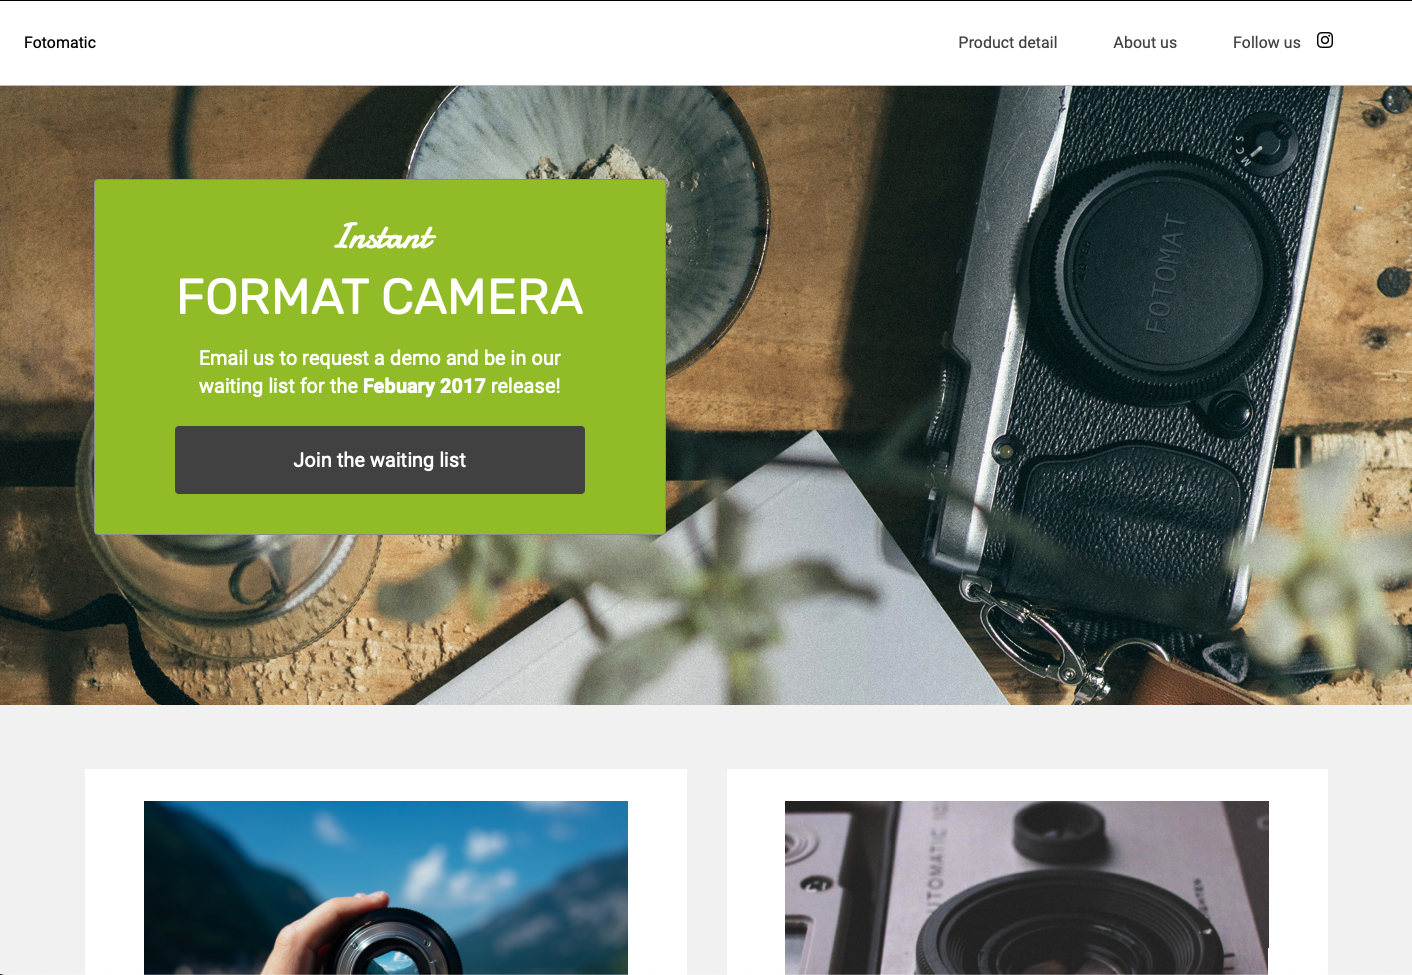 Fotomatic
Product detail
About us
Follow us
Instant
FORMAT CAMERA
Email us to request a demo and be in our
waiting list for the Febuary 2017 release!
Join the waiting list
M C S
FOTOMAT